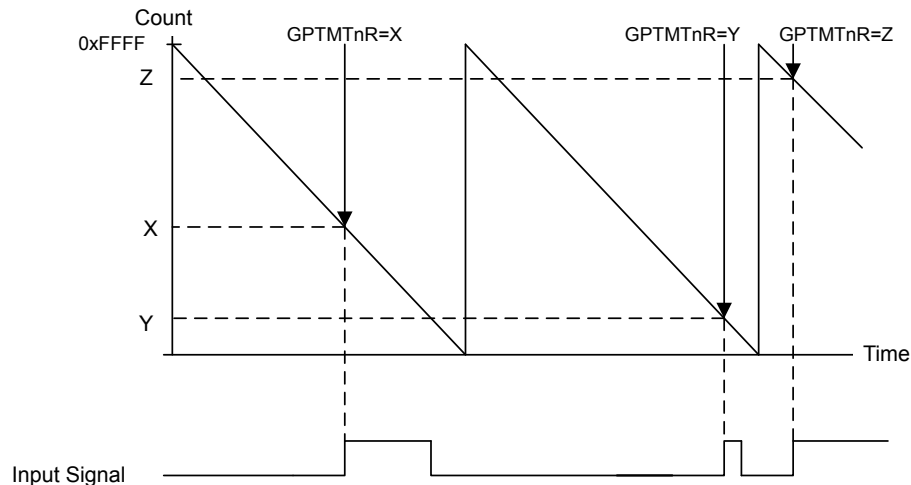 Count
0xFFFF
GPTMTnR=X
GPTMTnR=Y
GPTMTnR=Z
Z
X
Y
Time
Input Signal